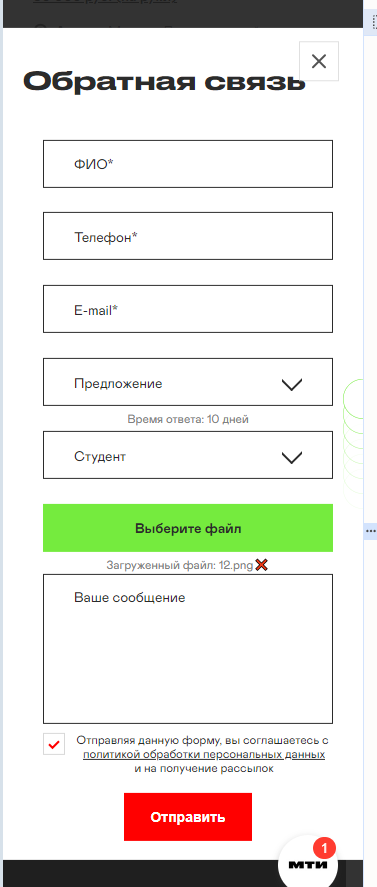 Обратная связь
ФИО*
Телефон*
E-mail*
Предложение
Время ответа: 10 дней
Студент
Выберите файл
Загруженный файл: 12.png
Ваше сообщение
Отправляя данную форму, вы соглашаетесь с
политикой обработки персональных данных
и на получение рассылок
Отправить
1
МТИ